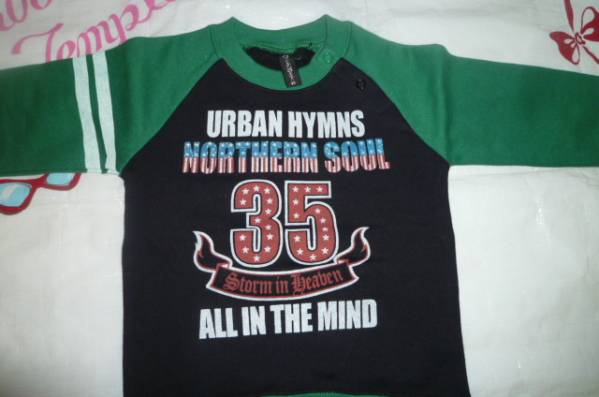 URBAN HYMNS
NORTHERN SOUL
35
Storm in Heaven
ALL IN THE MIND